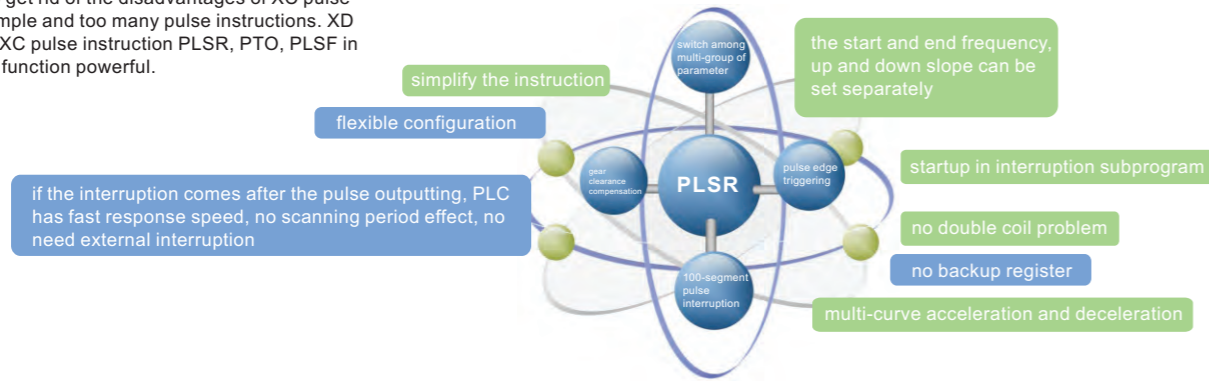 get rid of the disadvantages of XC pulse
and too many pulse instructions. XD
XC pulse instruction PLSR, PTO, PLSF in
function powerful.
switch among
multi-group of
parameter
the start and end frequency,
up and down slope can be
set separately
simplify the instruction
flexible configuration
gear
clearance
compensation
PLSR
pulse edge
triggering
startup in interruption subprogram
if the interruption comes after the pulse outputting, PLC
has fast response speed, no scanning period effect, no
need external interruption
no double coil problem
no backup register
100-segment
pulse
interruption
multi-curve acceleration and deceleration